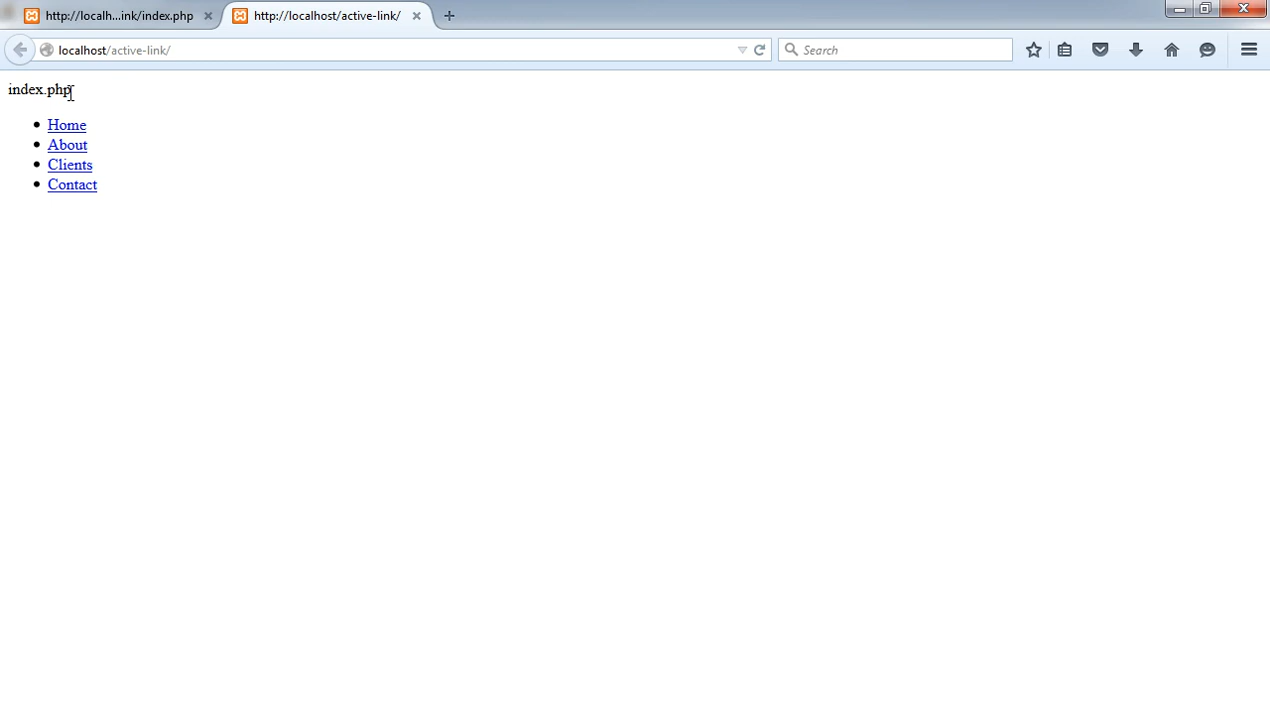 http://localh...ink/index.php
http://localhost/active-link/
localhost/active-link/
Search
index.php
Home
About
Clients
Contact